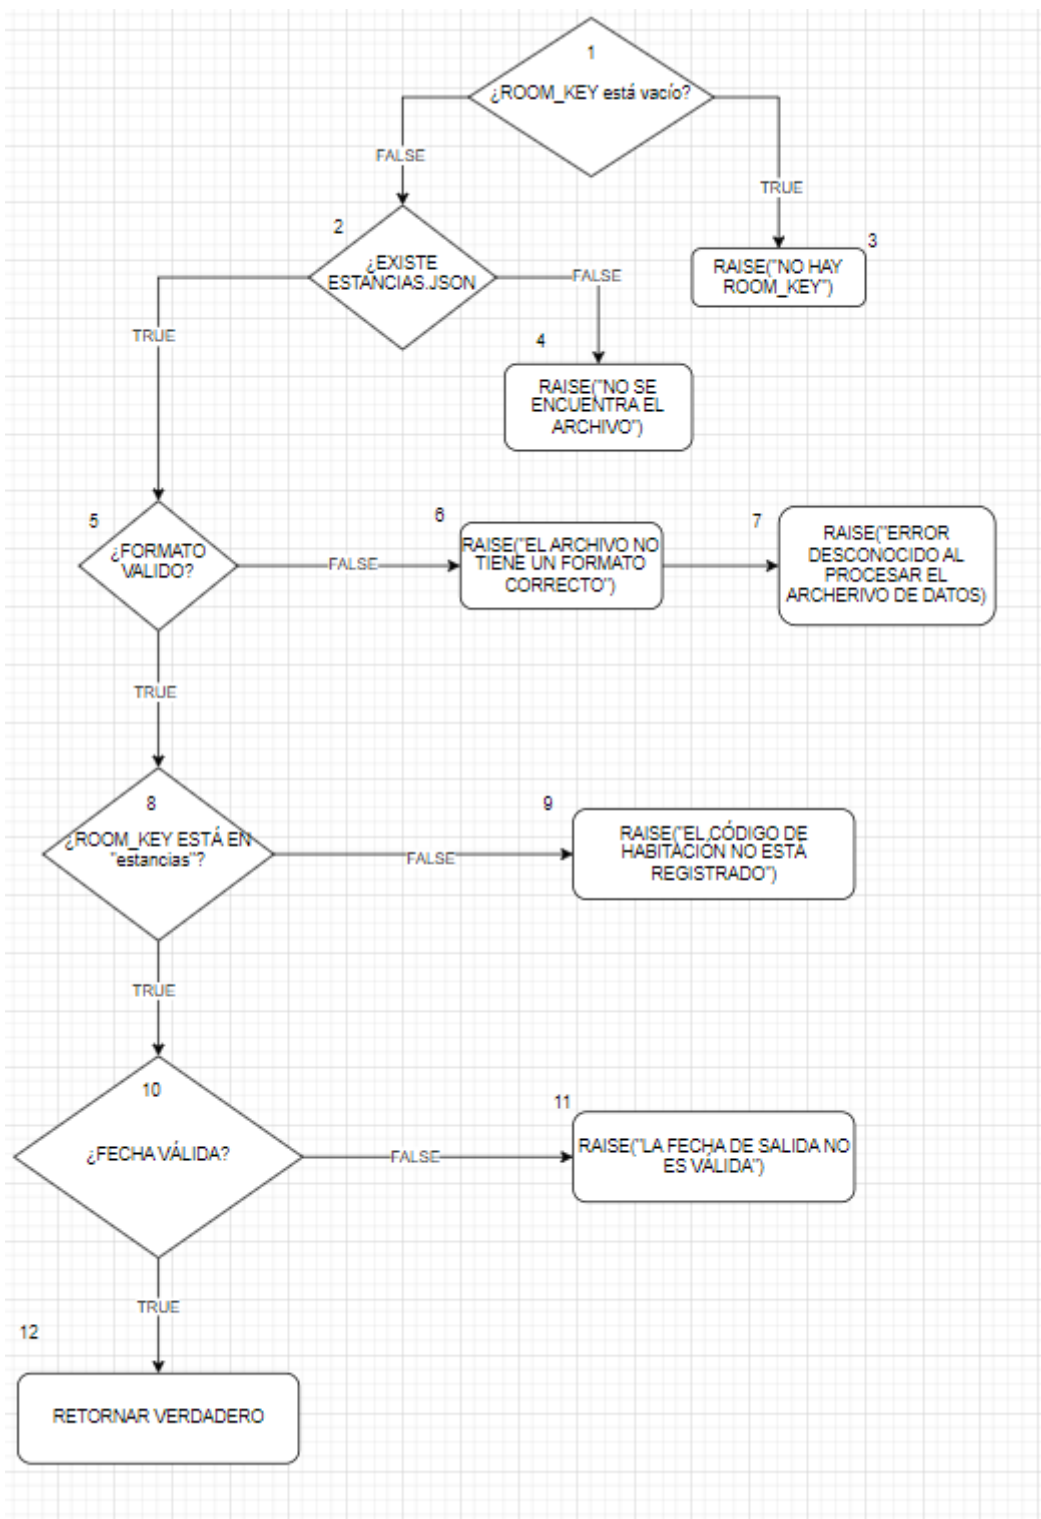 1
¿ROOM_KEY está vacío?
FALSE
TRUE
2
¿EXISTE
ESTANCIAS.JSON
FALSE
3
RAISE("NO HAY
ROOM_KEY")
TRUE
4
RAISE("NO SE
ENCUENTRA EL
ARCHIVO")
5
¿FORMATO
VALIDO?
FALSE
6
RAISE("EL ARCHIVO NO
TIENE UN FORMATO
CORRECTO")
7
RAISE("ERROR
DESCONOCIDO AL
PROCESAR EL
ARCHERIVO DE DATOS)
TRUE
8
¿ROOM_KEY ESTÁ EN
"estancias"?
FALSE
9
RAISE("EL CÓDIGO DE
HABITACIÓN NO ESTÁ
REGISTRADO")
TRUE
10
¿FECHA VÁLIDA?
FALSE
11
RAISE("LA FECHA DE SALIDA NO
ES VÁLIDA")
TRUE
12
RETORNAR VERDADERO